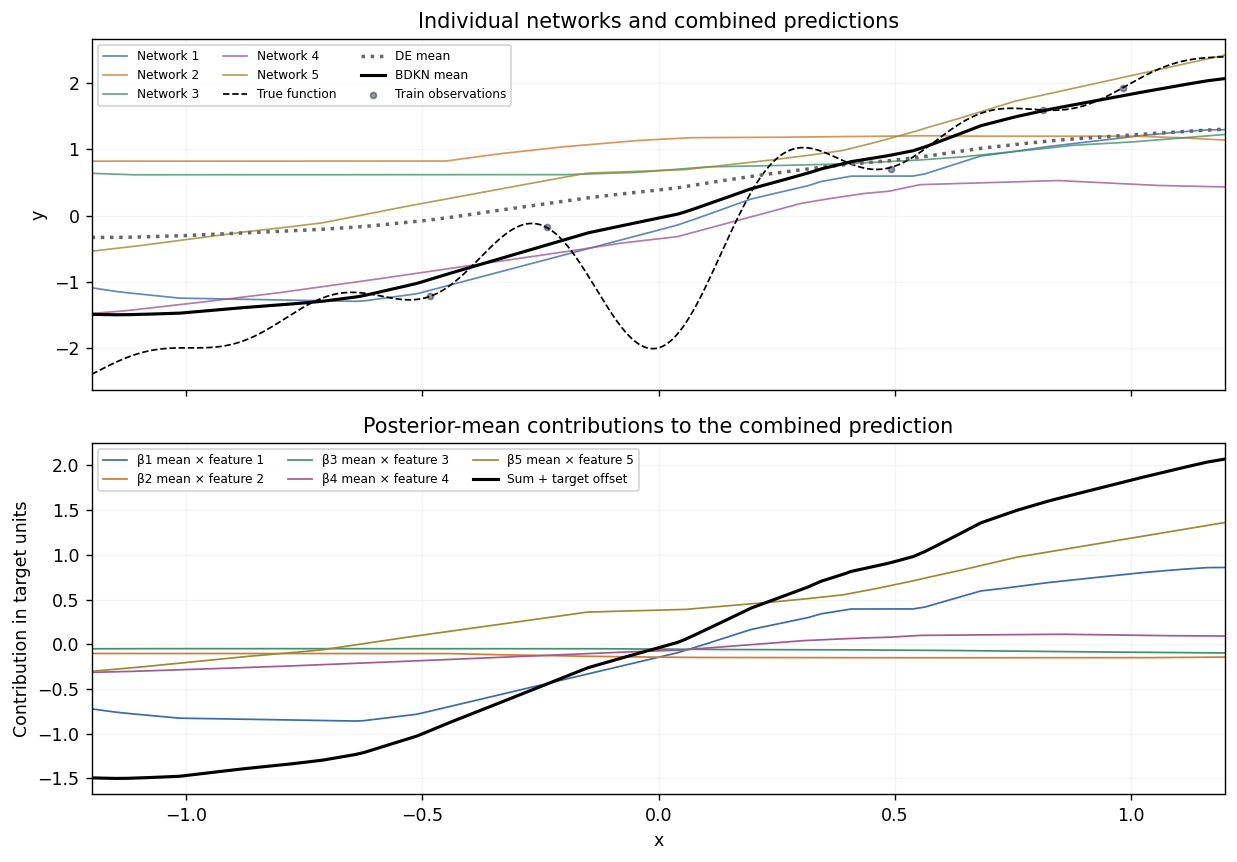 Individual networks and combined predictions
Network 1
Network 2
Network 3
Network 4
Network 5
True function
DE mean
BDKN mean
Train observations
y
2
1
0
−1
−2
Posterior-mean contributions to the combined prediction
β1 mean × feature 1
β2 mean × feature 2
β3 mean × feature 3
β4 mean × feature 4
β5 mean × feature 5
Sum + target offset
Contribution in target units
2.0
1.5
1.0
0.5
0.0
−0.5
−1.0
−1.5
−1.0
−0.5
0.0
0.5
1.0
x